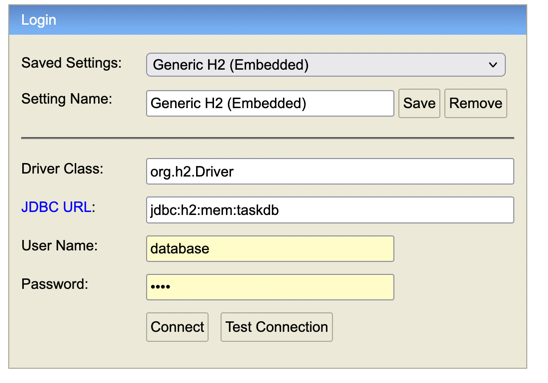 Login
Saved Settings: Generic H2 (Embedded)
Setting Name: Generic H2 (Embedded) Save Remove
Driver Class: org.h2.Driver
JDBC URL: jdbc:h2:mem:taskdb
User Name: database
Password: ••••
Connect Test Connection